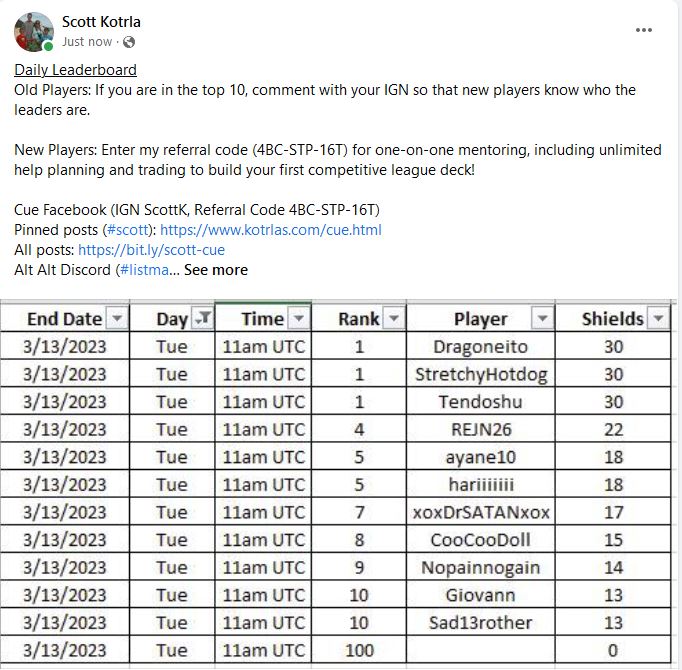 Scott Kotrla
Just now ·
Daily Leaderboard
Old Players: If you are in the top 10, comment with your IGN so that new players know who the
leaders are.
New Players: Enter my referral code (4BC-STP-16T) for one-on-one mentoring, including unlimited
help planning and trading to build your first competitive league deck!
Cue Facebook (IGN ScottK, Referral Code 4BC-STP-16T)
Pinned posts (#scott): https://www.kotrlas.com/cue.html
All posts: https://bit.ly/scott-cue
Alt Alt Discord (#listma... See more
End Date Day Time Rank Player Shields
3/13/2023 Tue 11am UTC 1 Dragoneito 30
3/13/2023 Tue 11am UTC 1 StretchyHotdog 30
3/13/2023 Tue 11am UTC 1 Tendoshu 30
3/13/2023 Tue 11am UTC 4 REJN26 22
3/13/2023 Tue 11am UTC 5 ayane10 18
3/13/2023 Tue 11am UTC 5 hariiiiiii 18
3/13/2023 Tue 11am UTC 7 xoxDrSATANxox 17
3/13/2023 Tue 11am UTC 8 CooCooDoll 15
3/13/2023 Tue 11am UTC 9 Nopainnogain 14
3/13/2023 Tue 11am UTC 10 Giovann 13
3/13/2023 Tue 11am UTC 10 Sad13rother 13
3/13/2023 Tue 11am UTC 100 0